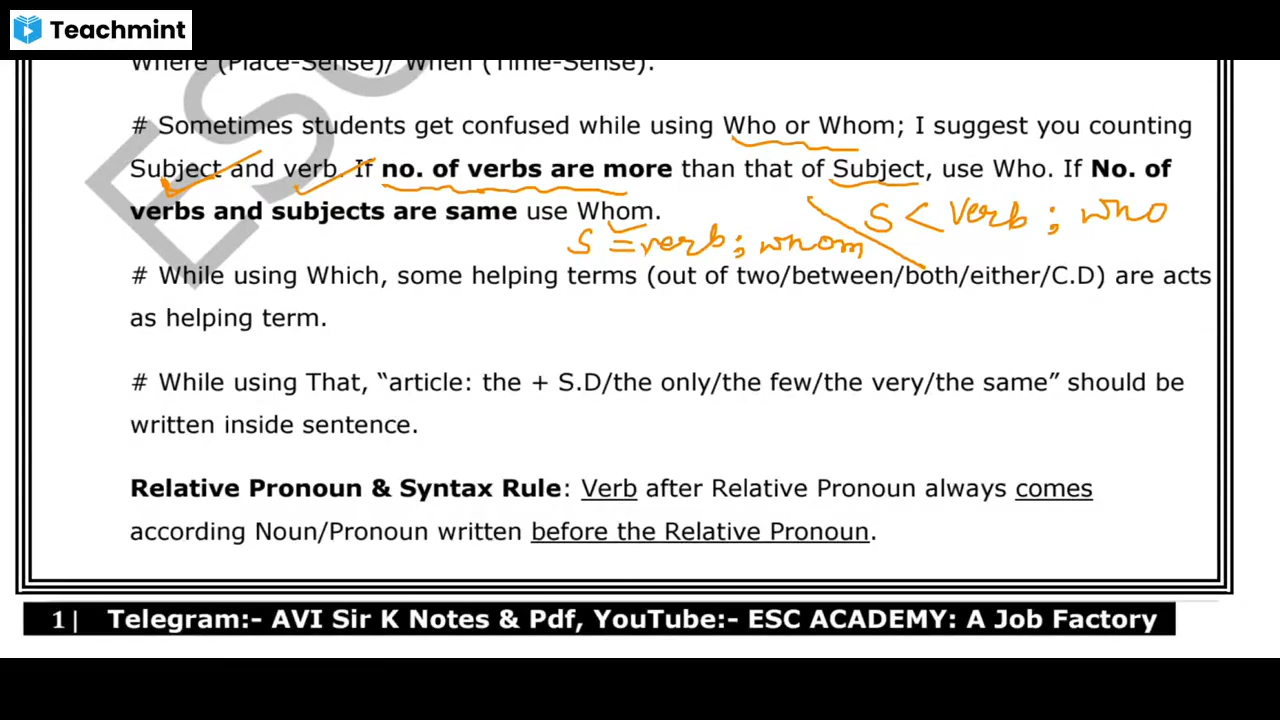 Teachmint
Where (Place-Sense)/ When (Time-Sense).
# Sometimes students get confused while using Who or Whom; I suggest you counting
Subject and verb. If no. of verbs are more than that of Subject, use Who. If No. of
verbs and subjects are same use Whom.
S < verb ; who
S = verb ; whom
# While using Which, some helping terms (out of two/between/both/either/C.D) are acts
as helping term.
# While using That, “article: the + S.D/the only/the few/the very/the same” should be
written inside sentence.
Relative Pronoun & Syntax Rule: Verb after Relative Pronoun always comes
according Noun/Pronoun written before the Relative Pronoun.
1| Telegram:- AVI Sir K Notes & Pdf, YouTube:- ESC ACADEMY: A Job Factory